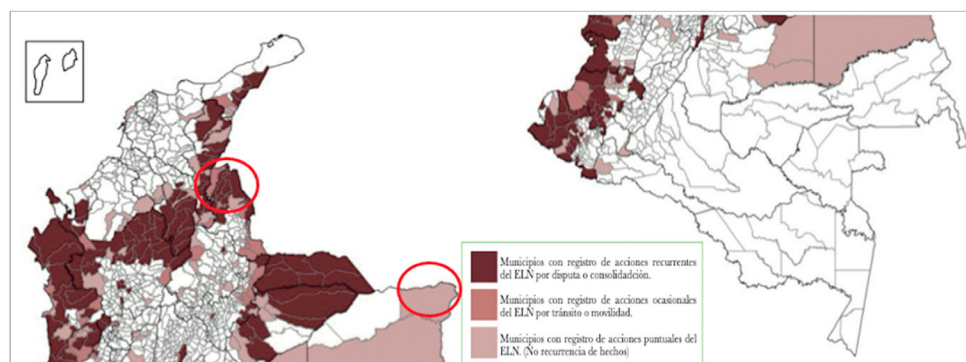 Municipios con registro de acciones recurrentes
del ELN por disputa o consolidadción.
Municipios con registro de acciones ocasionales
del ELN por tránsito o movilidad.
Municipios con registro de acciones puntuales del
ELN. (No recurrencia de hechos)